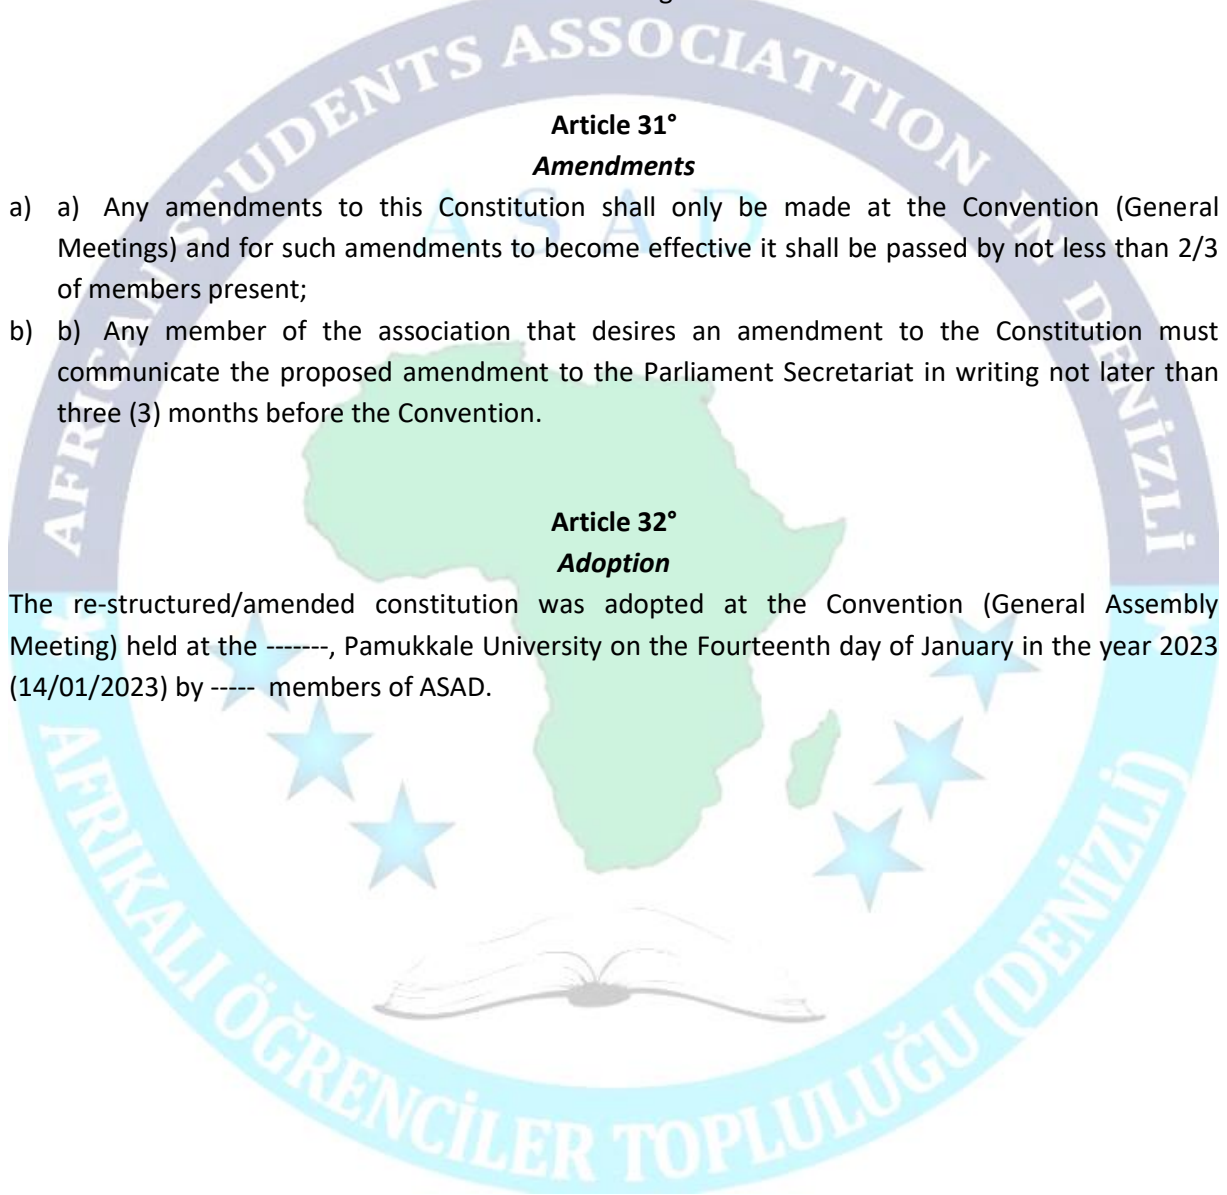 AFRICAN STUDENTS ASSOCIATTION IN DENİZLİ
ASAD
Article 31°
Amendments
a) a) Any amendments to this Constitution shall only be made at the Convention (General
Meetings) and for such amendments to become effective it shall be passed by not less than 2/3
of members present;
b) b) Any member of the association that desires an amendment to the Constitution must
communicate the proposed amendment to the Parliament Secretariat in writing not later than
three (3) months before the Convention.
Article 32°
Adoption
The re-structured/amended constitution was adopted at the Convention (General Assembly
Meeting) held at the -------, Pamukkale University on the Fourteenth day of January in the year 2023
(14/01/2023) by ----- members of ASAD.
AFRIKALI ÖĞRENCİLER TOPLULUĞU (DENİZLİ)